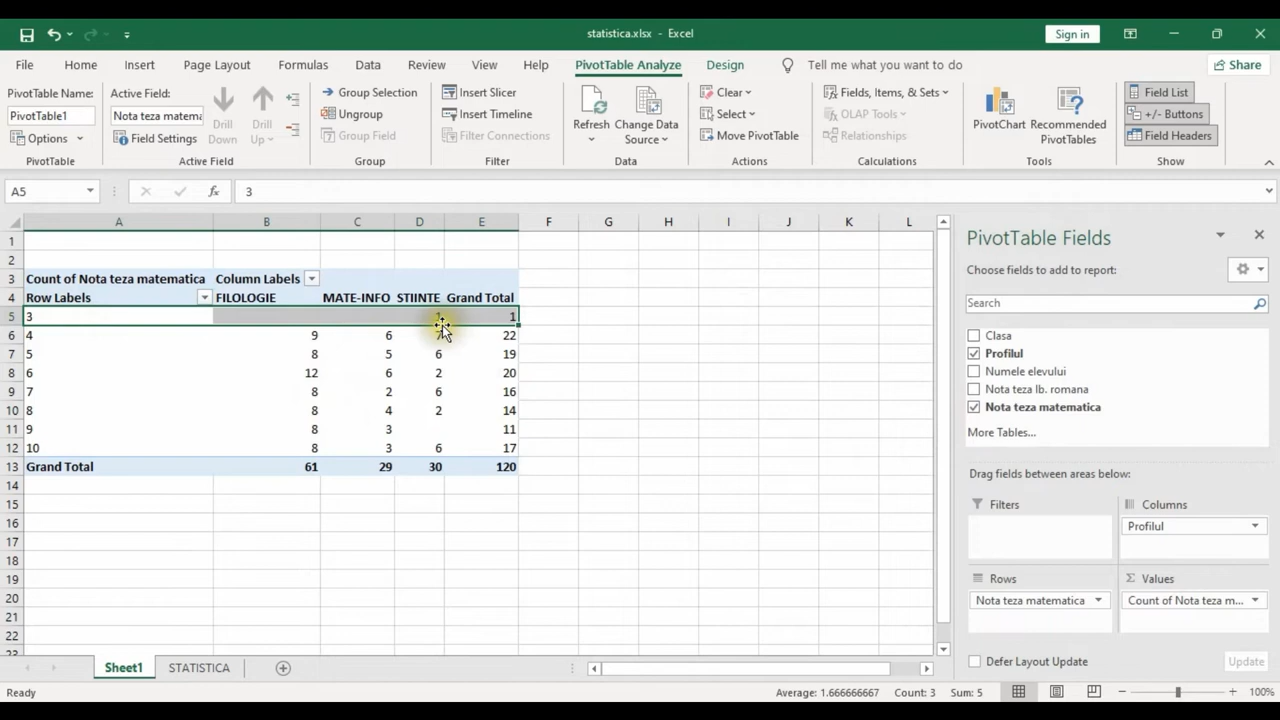 statistica.xlsx - Excel
Sign in
File Home Insert Page Layout Formulas Data Review View Help PivotTable Analyze Design Tell me what you want to do Share
PivotTable Name:
PivotTable1
Options
PivotTable
Active Field:
Nota teza matema
Field Settings
Drill Down
Drill Up
Active Field
Group Selection
Ungroup
Group Field
Group
Insert Slicer
Insert Timeline
Filter Connections
Filter
Refresh
Change Data Source
Data
Clear
Select
Move PivotTable
Actions
Fields, Items, & Sets
OLAP Tools
Relationships
Calculations
PivotChart
Recommended PivotTables
Tools
Field List
+/- Buttons
Field Headers
Show
A5 fx 3
A B C D E F G H I J K L
1
2
3 Count of Nota teza matematica Column Labels
4 Row Labels FILOLOGIE MATE-INFO STIINTE Grand Total
5 3 1 1
6 4 9 6 7 22
7 5 8 5 6 19
8 6 12 6 2 20
9 7 8 2 6 16
10 8 8 4 2 14
11 9 8 3 11
12 10 8 3 6 17
13 Grand Total 61 29 30 120
14
15
16
17
18
19
20
21
22
23
PivotTable Fields
Choose fields to add to report:
Search
Clasa
Profilul
Numele elevului
Nota teza lb. romana
Nota teza matematica
More Tables...
Drag fields between areas below:
Filters
Columns
Profilul
Rows
Nota teza matematica
Σ Values
Count of Nota teza m...
Defer Layout Update
Update
Sheet1 STATISTICA
Ready
Average: 1.666666667 Count: 3 Sum: 5
100%